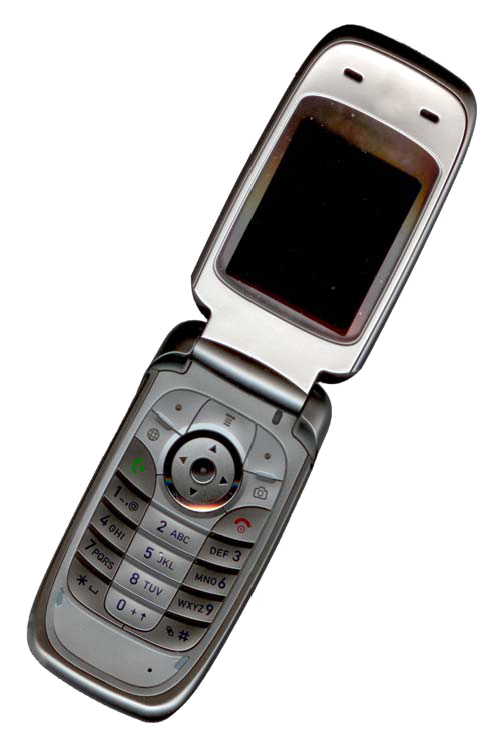 1 -.@
2 ABC
DEF 3
4 GHI
5 JKL
MNO 6
7 PQRS
8 TUV
WXYZ 9
*
0 +
#